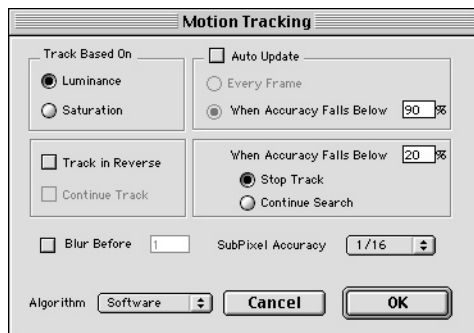 Motion Tracking
Track Based On
Luminance
Saturation
Auto Update
Every Frame
When Accuracy Falls Below 90 %
Track in Reverse
Continue Track
When Accuracy Falls Below 20 %
Stop Track
Continue Search
Blur Before 1
SubPixel Accuracy 1/16
Algorithm Software
Cancel
OK